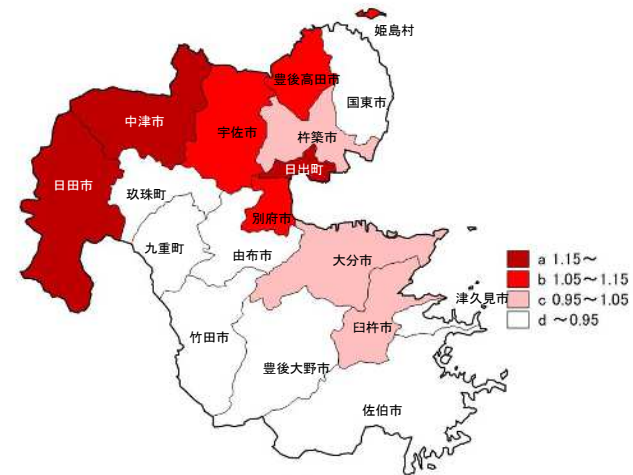 姫島村
豊後高田市
国東市
中津市
宇佐市
杵築市
日出町
日田市
玖珠町
別府市
九重町
由布市
大分市
津久見市
臼杵市
竹田市
豊後大野市
佐伯市
a 1.15～
b 1.05～1.15
c 0.95～1.05
d ～0.95